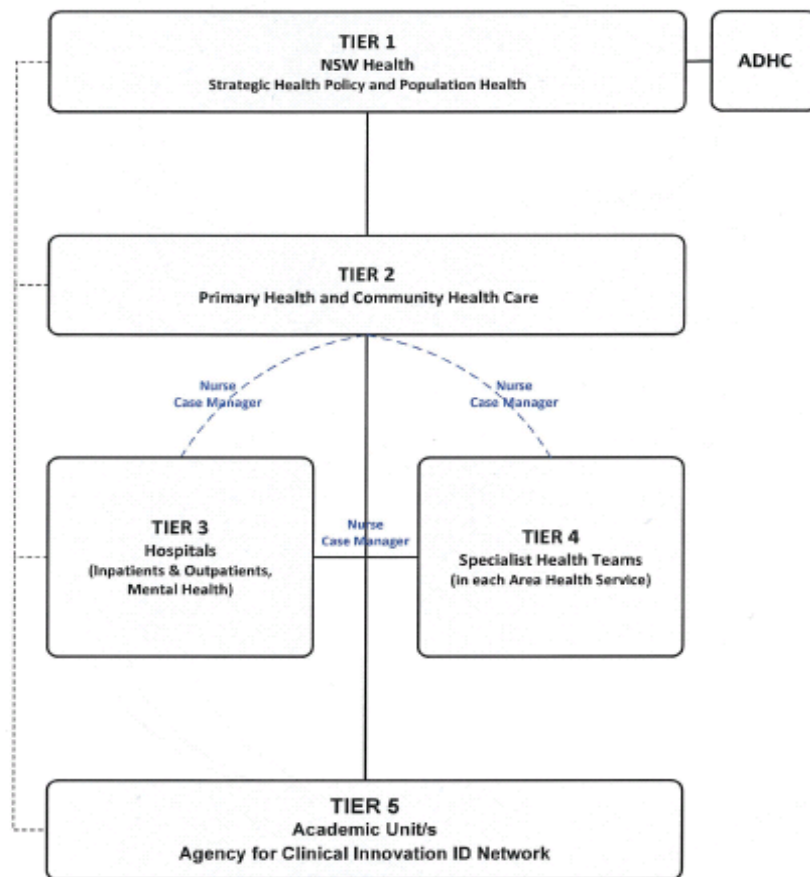 TIER 1
NSW Health
Strategic Health Policy and Population Health
ADHC
TIER 2
Primary Health and Community Health Care
Nurse
Case Manager
Nurse
Case Manager
TIER 3
Hospitals
(Inpatients & Outpatients,
Mental Health)
Nurse
Case Manager
TIER 4
Specialist Health Teams
(in each Area Health Service)
TIER 5
Academic Unit/s
Agency for Clinical Innovation ID Network